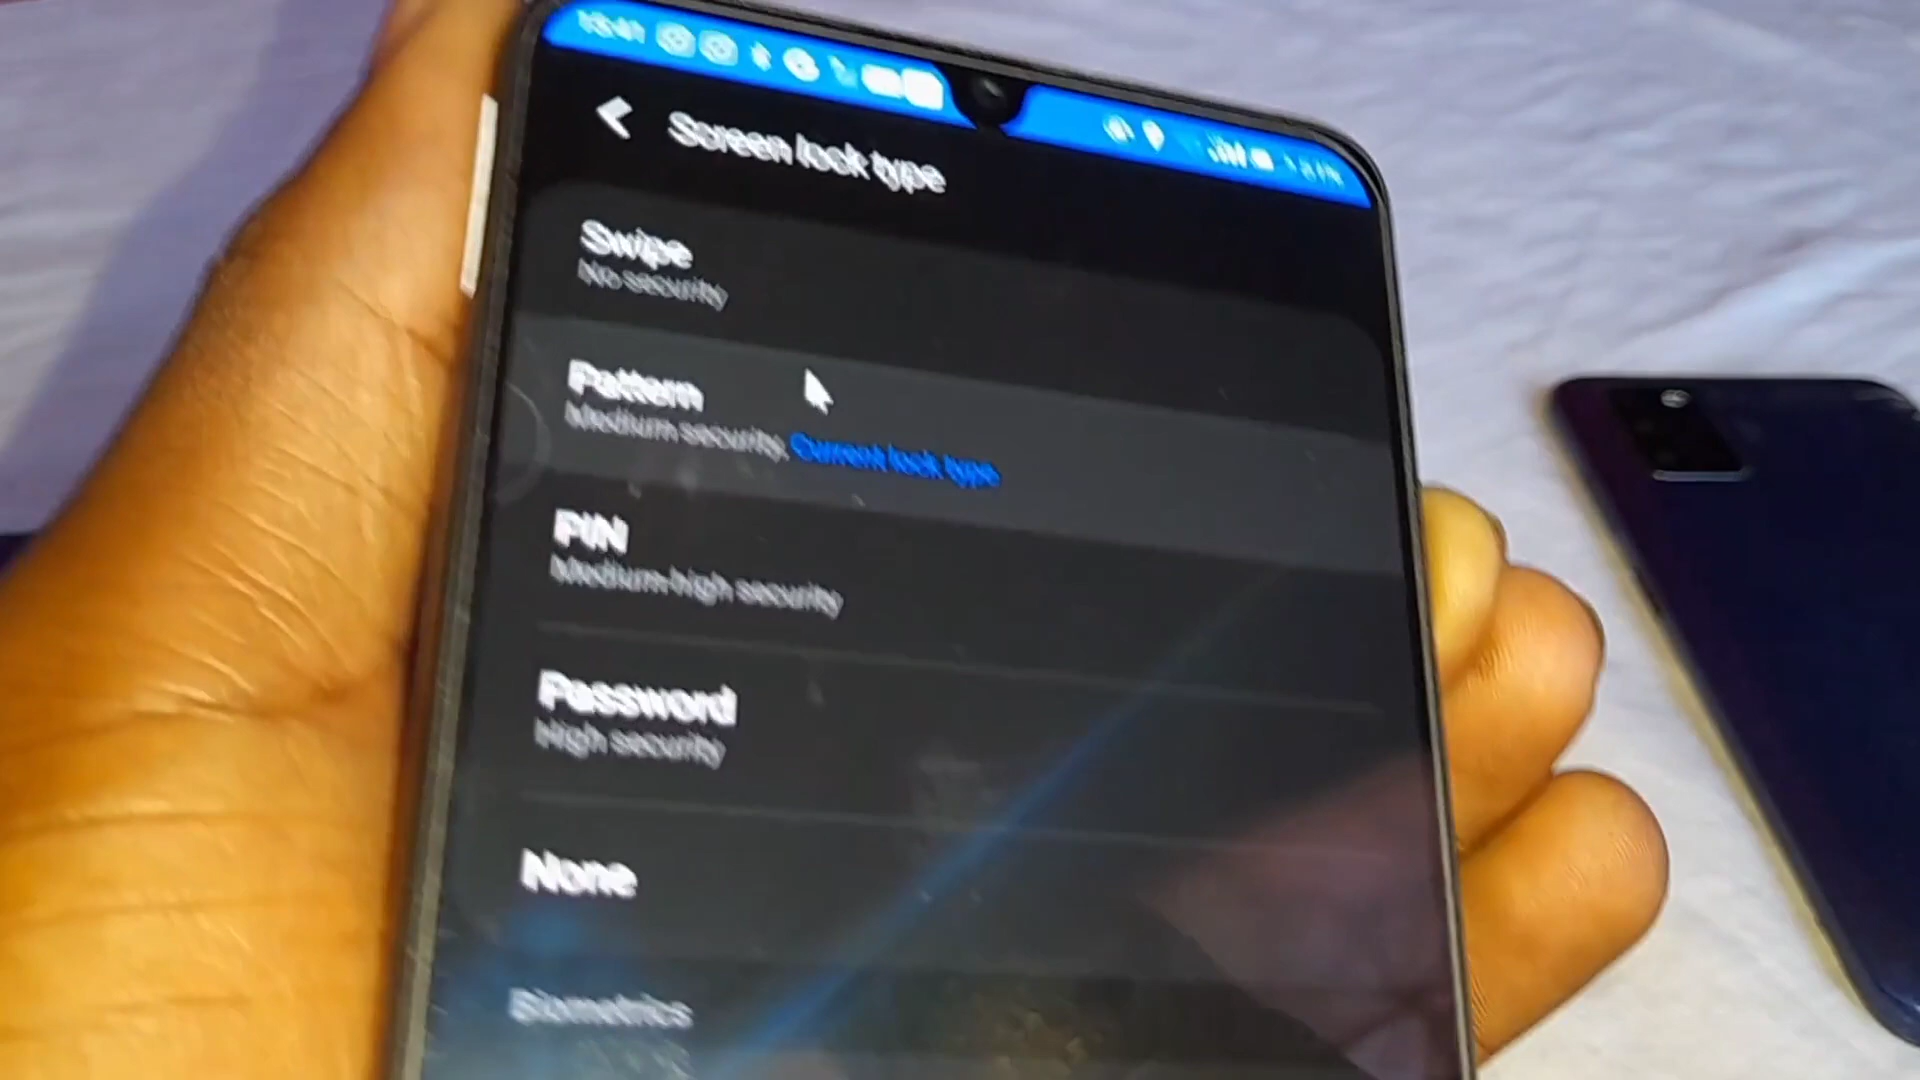 Screen lock type
Swipe
No security
Pattern
Medium security, Current lock type
PIN
Medium-high security
Password
High security
None
Biometrics